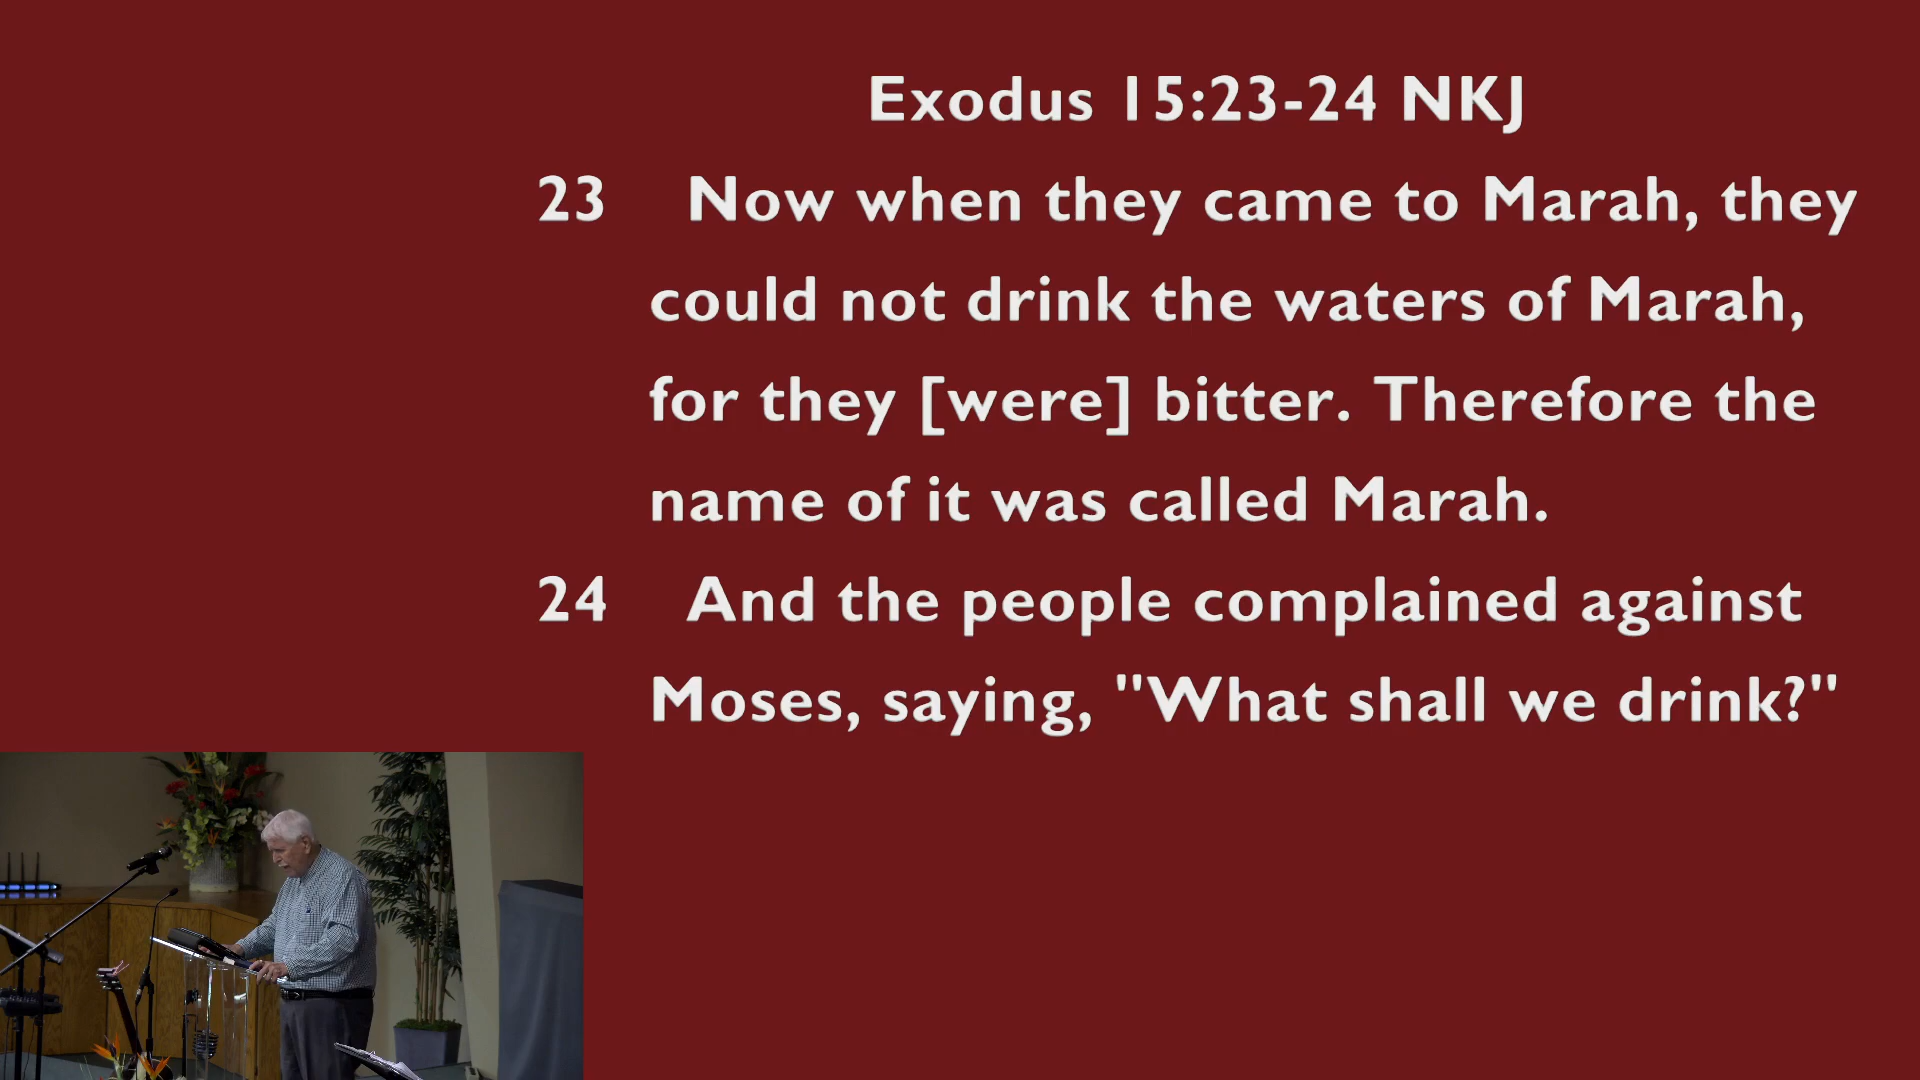 Exodus 15:23-24 NKJ
23 Now when they came to Marah, they
could not drink the waters of Marah,
for they [were] bitter. Therefore the
name of it was called Marah.
24 And the people complained against
Moses, saying, "What shall we drink?"